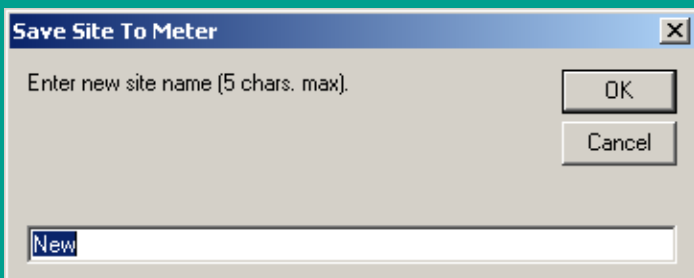 Save Site To Meter
Enter new site name (5 chars. max).
OK
Cancel
New